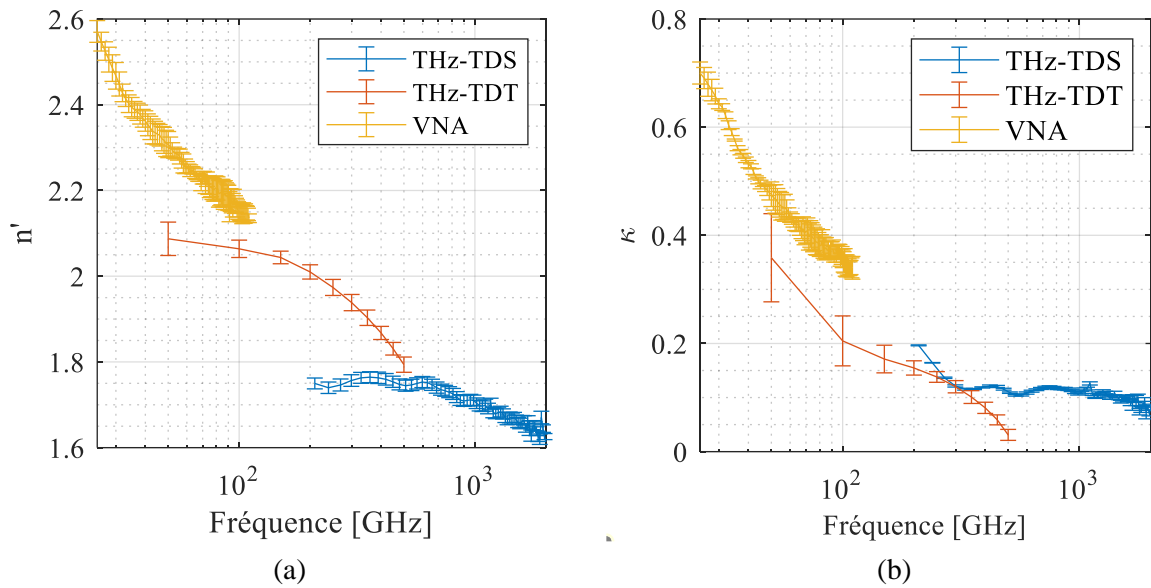 2.6
2.4
2.2
2
1.8
1.6
n'
THz-TDS
THz-TDT
VNA
10²
10³
Fréquence [GHz]
(a)
0.8
0.6
0.4
0.2
0
κ
THz-TDS
THz-TDT
VNA
10²
10³
Fréquence [GHz]
(b)